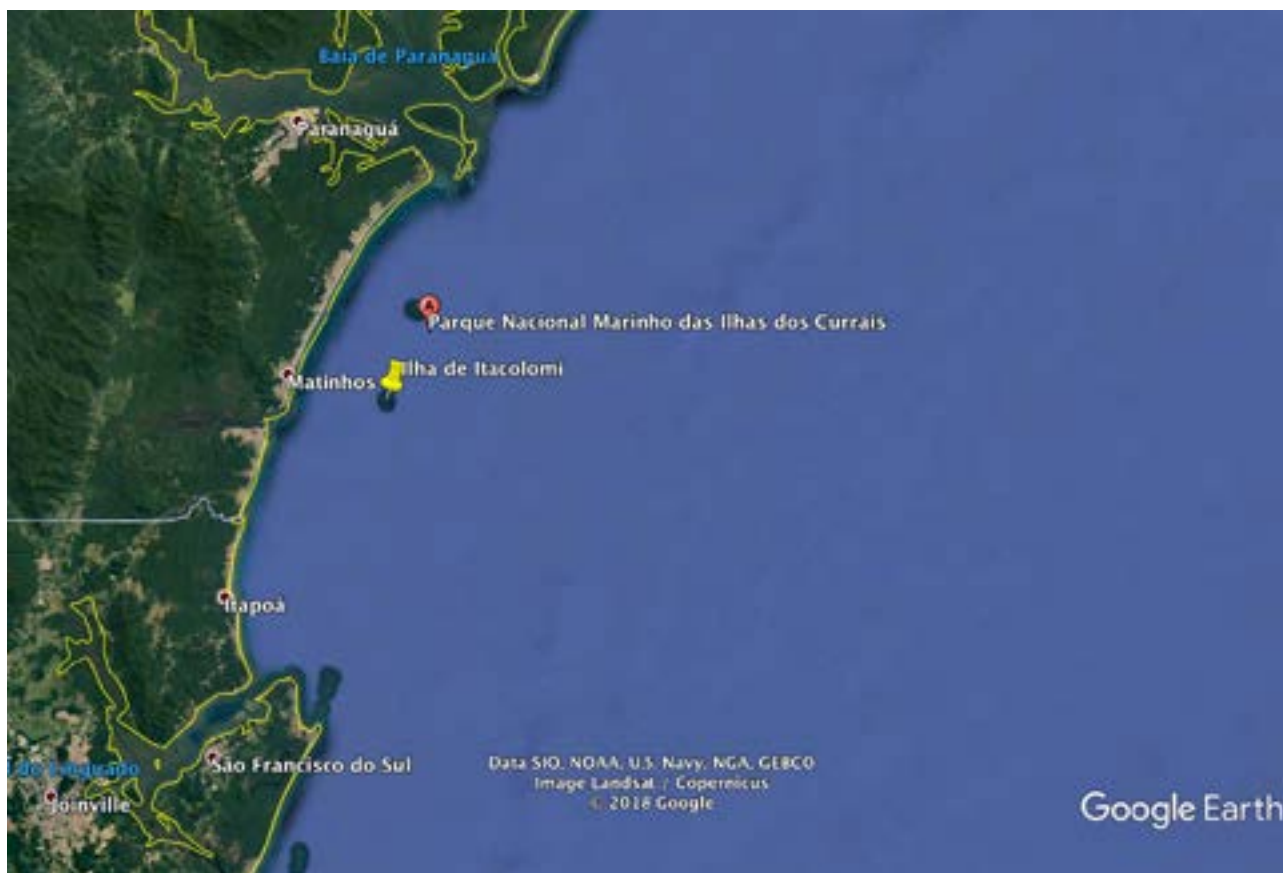 Baía de Paranaguá
Paranaguá
Parque Nacional Marinho das Ilhas dos Currais
Ilha de Itacolomi
Matinhos
Itapoá
São Francisco do Sul
Joinville
Data SIO, NOAA, U.S. Navy, NGA, GEBCO
Image Landsat / Copernicus
© 2018 Google
Google Earth